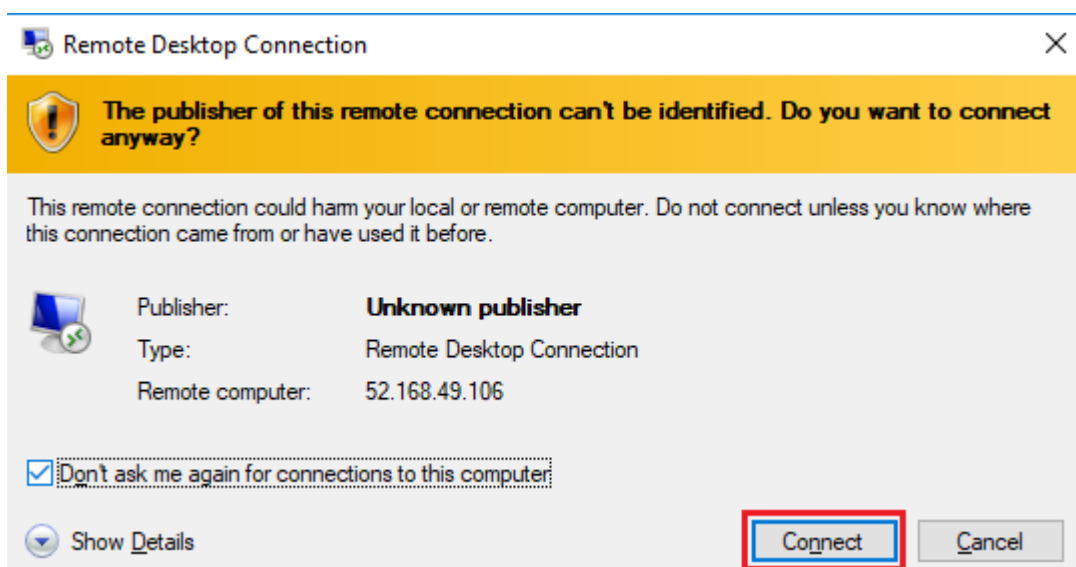 Remote Desktop Connection
The publisher of this remote connection can't be identified. Do you want to connect
anyway?
This remote connection could harm your local or remote computer. Do not connect unless you know where
this connection came from or have used it before.
Publisher: Unknown publisher
Type: Remote Desktop Connection
Remote computer: 52.168.49.106
Don't ask me again for connections to this computer
Show Details Connect Cancel